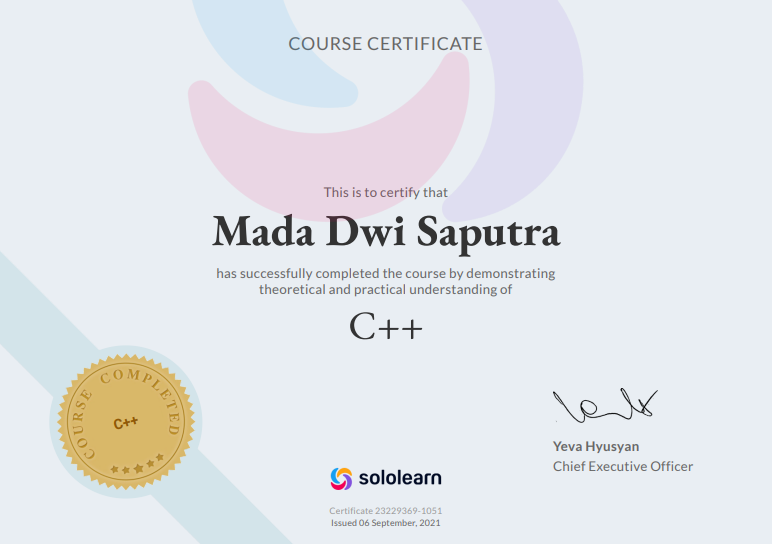 COURSE CERTIFICATE
This is to certify that
Mada Dwi Saputra
has successfully completed the course by demonstrating
theoretical and practical understanding of
C++
COURSE COMPLETED
C++
Yeva Hyusyan
Chief Executive Officer
sololearn
Certificate 23229369-1051
Issued 06 September, 2021